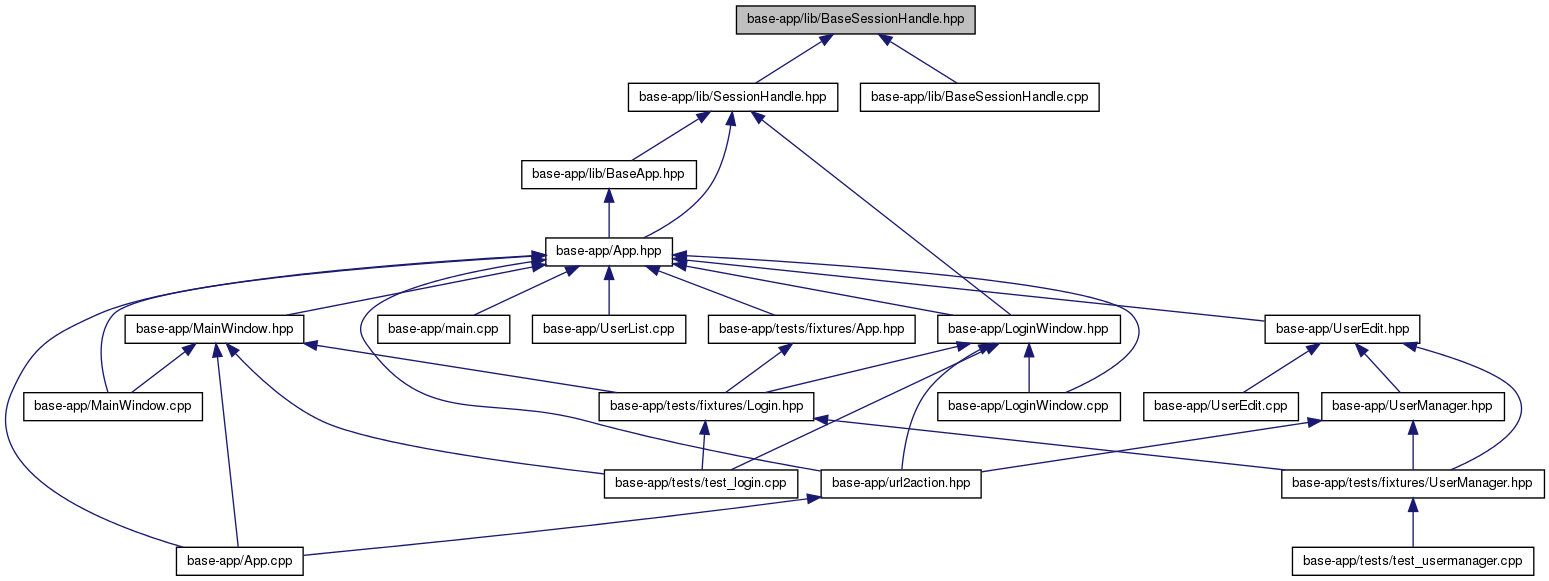 base-app/lib/BaseSessionHandle.hpp
base-app/lib/SessionHandle.hpp
base-app/lib/BaseSessionHandle.cpp
base-app/lib/BaseApp.hpp
base-app/App.hpp
base-app/MainWindow.hpp
base-app/main.cpp
base-app/UserList.cpp
base-app/tests/fixtures/App.hpp
base-app/LoginWindow.hpp
base-app/UserEdit.hpp
base-app/MainWindow.cpp
base-app/tests/fixtures/Login.hpp
base-app/LoginWindow.cpp
base-app/UserEdit.cpp
base-app/UserManager.hpp
base-app/tests/test_login.cpp
base-app/url2action.hpp
base-app/tests/fixtures/UserManager.hpp
base-app/App.cpp
base-app/tests/test_usermanager.cpp